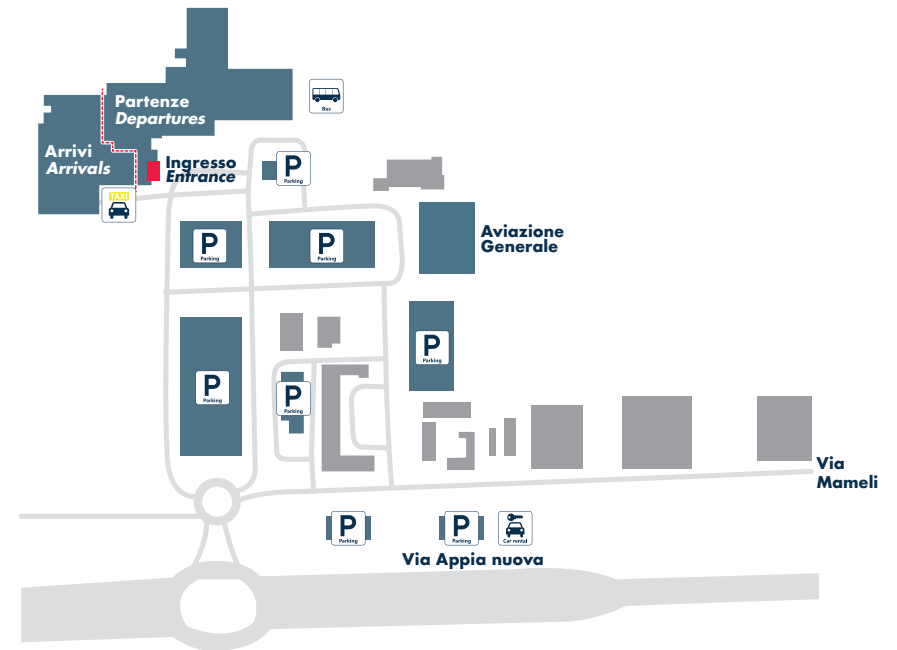 Bus
Partenze
Departures
Arrivi
Arrivals
Ingresso
Entrance
P
Parking
TAXI
Aviazione
Generale
P
Parking
P
Parking
P
Parking
P
Parking
P
Parking
Via
Mameli
P
Parking
P
Parking
Car rental
Via Appia nuova